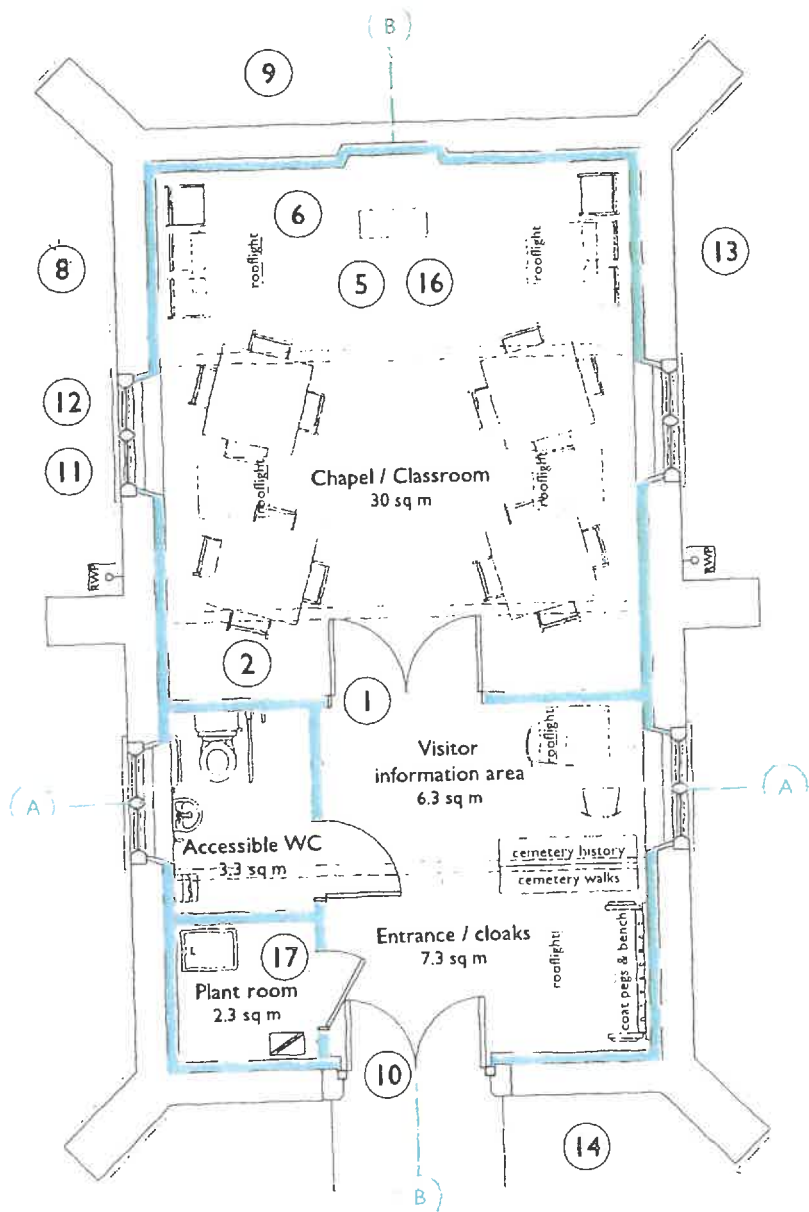 (B)
9
6
8
13
5
16
rooflight
rooflight
12
11
rooflight
Chapel / Classroom
30 sq m
rooflight
RWP
RWP
2
1
Visitor
information area
6.3 sq m
rooflight
(A)
(A)
Accessible WC
3.3 sq m
cemetery history
cemetery walks
Entrance / cloaks
7.3 sq m
rooflight
coat pegs & bench
17
Plant room
2.3 sq m
10
14
B)